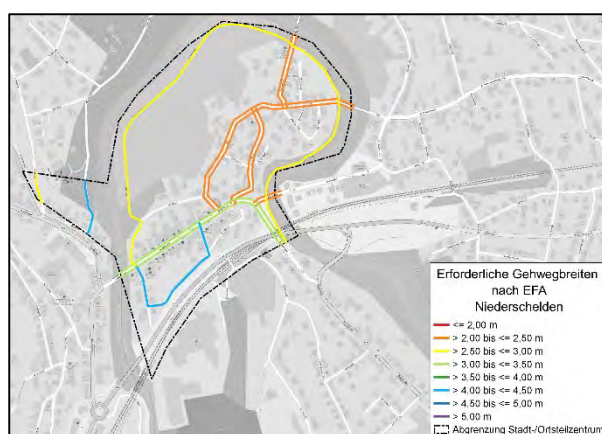 Erforderliche Gehwegbreiten
nach EFA
Niederschelden
<= 2,00 m
> 2.00 bis <= 2,50 m
> 2.50 bis <= 3,00 m
> 3,00 bis <= 3,50 m
> 3,50 bis <= 4,00 m
> 4.00 bis <= 4,50 m
> 4,50 bis <= 5,00 m
> 5,00 m
Abgrenzung Stadt-/Ortsteilzentrum